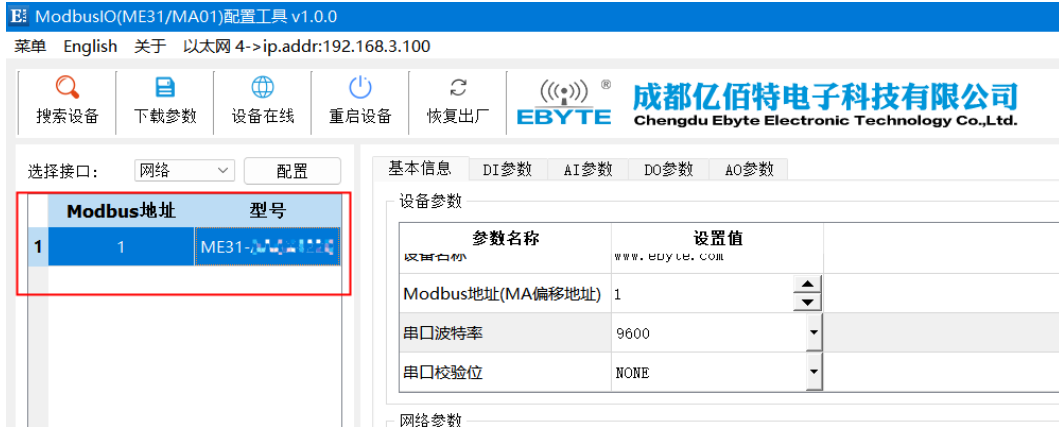 ModbusIO(ME31/MA01)配置工具 v1.0.0
菜单 English 关于 以太网 4->ip.addr:192.168.3.100
搜索设备 下载参数 设备在线 重启设备 恢复出厂 EBYTE ® 成都亿佰特电子科技有限公司
Chengdu Ebyte Electronic Technology Co.,Ltd.
选择接口: 网络 配置
Modbus地址 型号
1 1 ME31-
基本信息 DI参数 AI参数 DO参数 AO参数
设备参数
参数名称 设置值
设备名称 www.ebyte.com
Modbus地址(MA偏移地址) 1
串口波特率 9600
串口校验位 NONE
网络参数